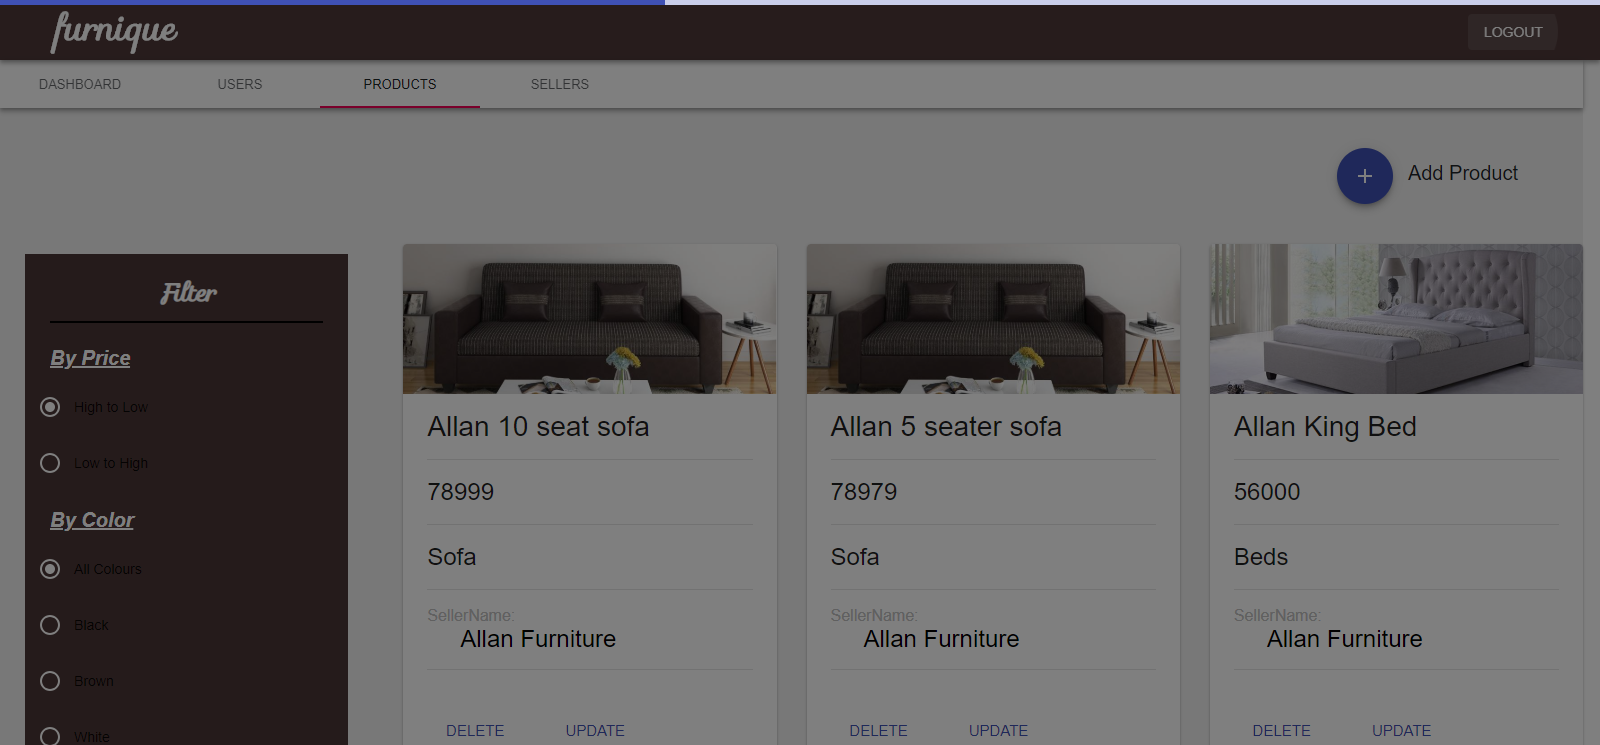 furnique
LOGOUT
DASHBOARD USERS PRODUCTS SELLERS
+ Add Product
Filter
By Price
High to Low
Low to High
By Color
All Colours
Black
Brown
White
Allan 10 seat sofa
78999
Sofa
SellerName:
Allan Furniture
DELETE UPDATE
Allan 5 seater sofa
78979
Sofa
SellerName:
Allan Furniture
DELETE UPDATE
Allan King Bed
56000
Beds
SellerName:
Allan Furniture
DELETE UPDATE